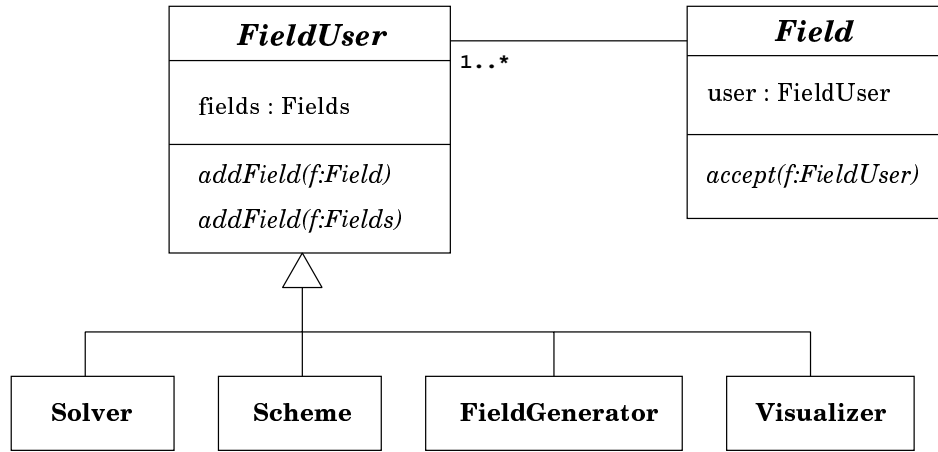 FieldUser
Field
1..*
fields : Fields
user : FieldUser
addField(f:Field)
addField(f:Fields)
accept(f:FieldUser)
Solver
Scheme
FieldGenerator
Visualizer